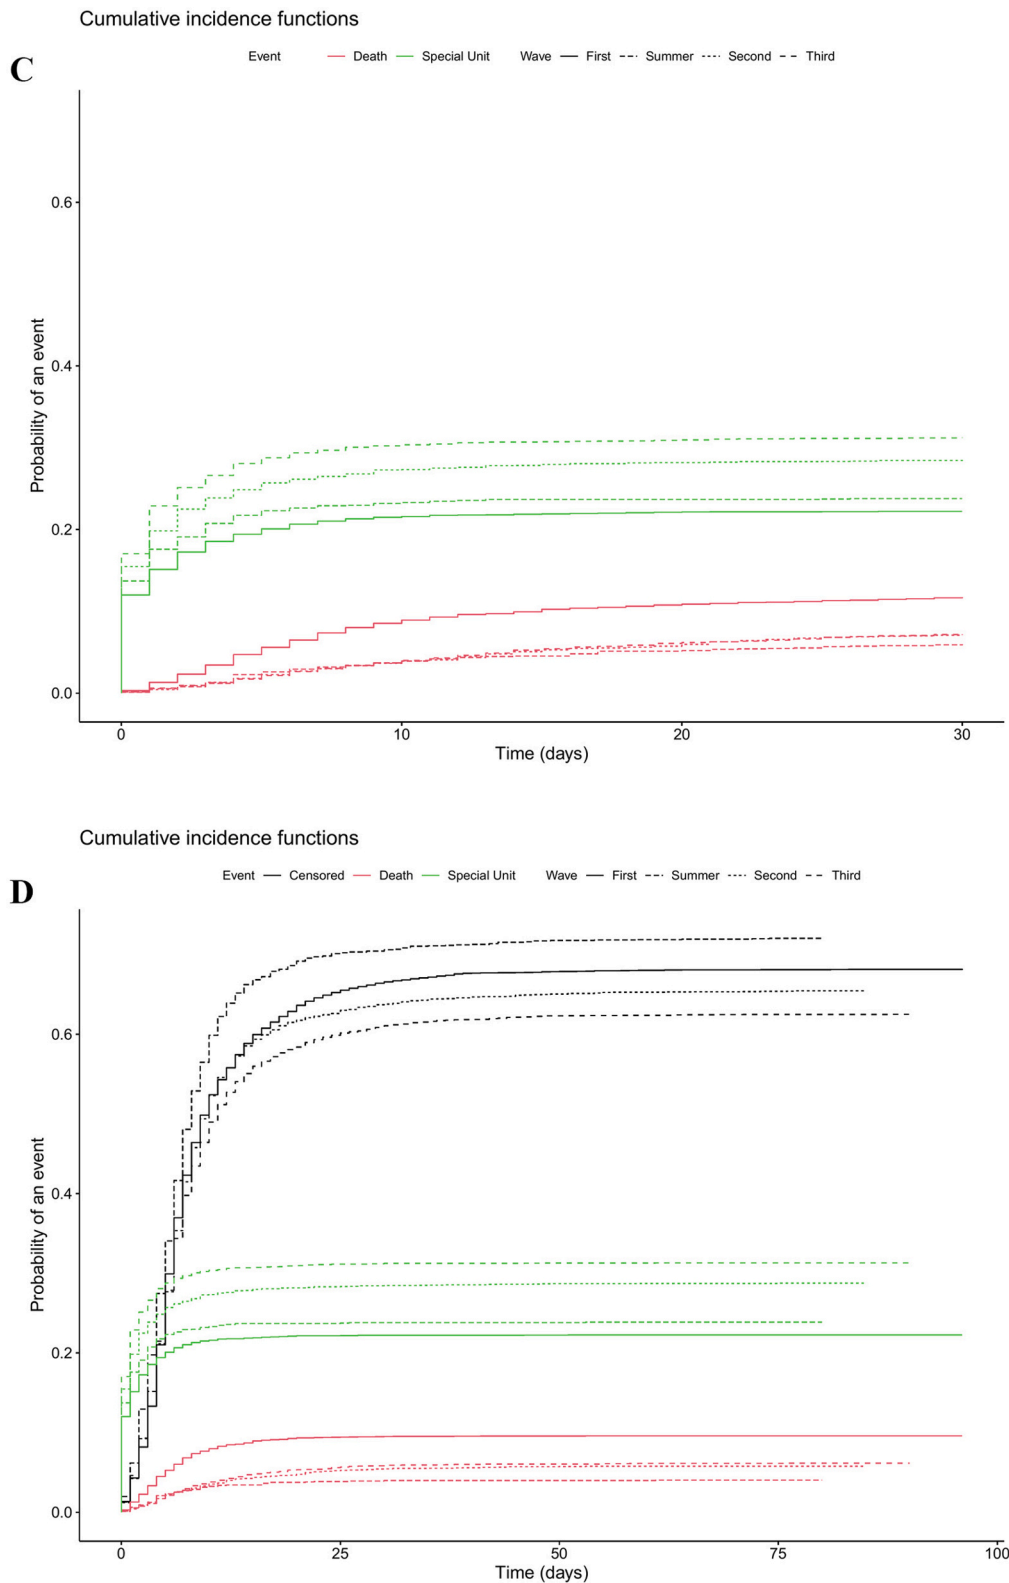 Cumulative incidence functions
C
Event Death Special Unit Wave First Summer Second Third
Probability of an event
0.6
0.4
0.2
0.0
0 10 20 30
Time (days)
Cumulative incidence functions
D
Event Censored Death Special Unit Wave First Summer Second Third
Probability of an event
0.6
0.4
0.2
0.0
0 25 50 75 100
Time (days)